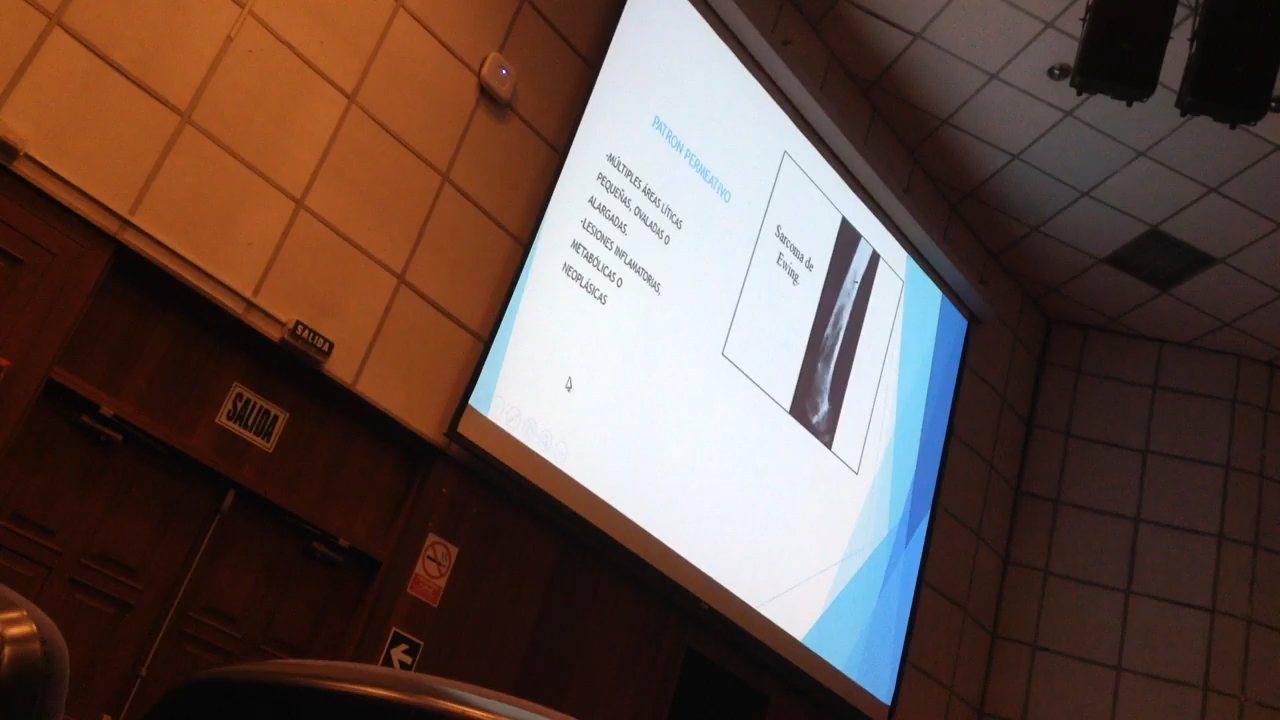 PATRON PERMEATIVO
-MÚLTIPLES ÁREAS LÍTICAS
PEQUEÑAS, OVALADAS O
ALARGADAS.
-LESIONES INFLAMATORIAS,
METABÓLICAS O
NEOPLÁSICAS
Sarcoma de
Ewing.
SALIDA
SALIDA